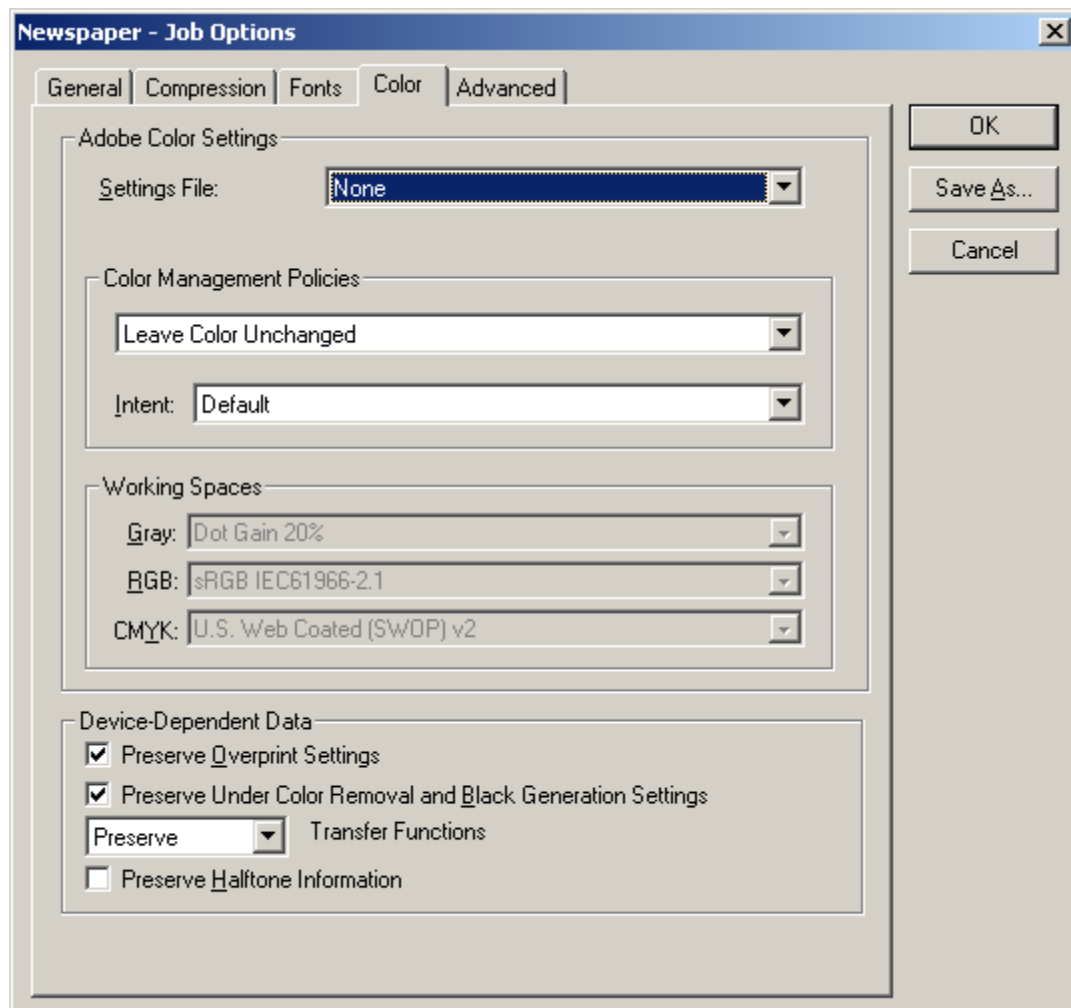 Newspaper - Job Options
General Compression Fonts Color Advanced
OK
Save As...
Cancel
Adobe Color Settings
Settings File: None
Color Management Policies
Leave Color Unchanged
Intent: Default
Working Spaces
Gray: Dot Gain 20%
RGB: sRGB IEC61966-2.1
CMYK: U.S. Web Coated (SWOP) v2
Device-Dependent Data
Preserve Overprint Settings
Preserve Under Color Removal and Black Generation Settings
Preserve Transfer Functions
Preserve Halftone Information